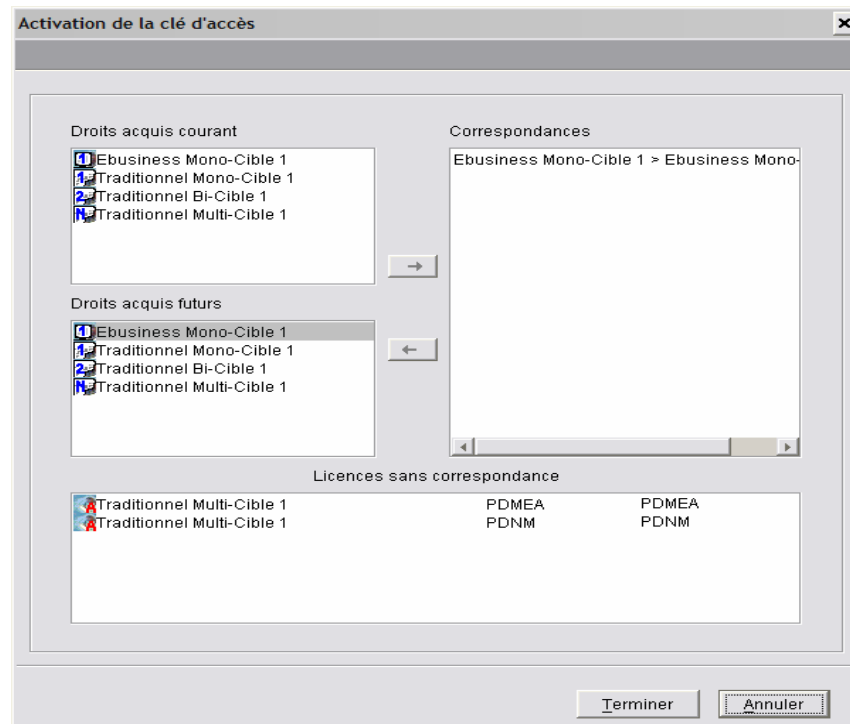 Activation de la clé d'accès
Droits acquis courant
Ebusiness Mono-Cible 1
Traditionnel Mono-Cible 1
Traditionnel Bi-Cible 1
Traditionnel Multi-Cible 1
Correspondances
Ebusiness Mono-Cible 1 > Ebusiness Mono-
Droits acquis futurs
Ebusiness Mono-Cible 1
Traditionnel Mono-Cible 1
Traditionnel Bi-Cible 1
Traditionnel Multi-Cible 1
Licences sans correspondance
Traditionnel Multi-Cible 1 PDMEA PDMEA
Traditionnel Multi-Cible 1 PDNM PDNM
Terminer Annuler